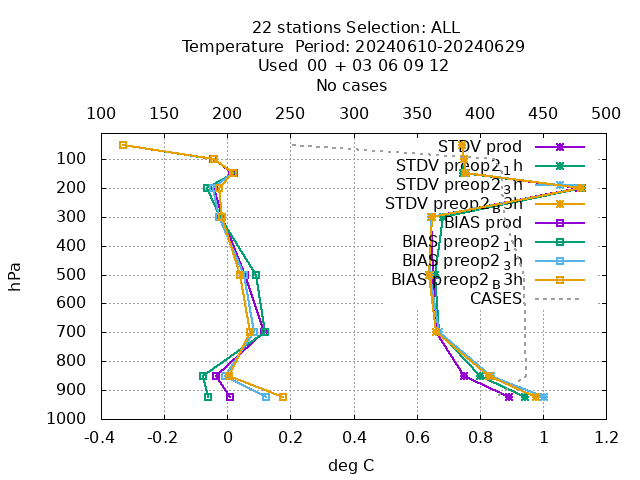 22 stations Selection: ALL
Temperature  Period: 20240610-20240629
Used  00 + 03 06 09 12
No cases
100 150 200 250 300 350 400 450 500
STDV prod
STDV preop2_1h
STDV preop2_3h
STDV preop2_B3h
BIAS prod
BIAS preop2_1h
BIAS preop2_3h
BIAS preop2_B3h
CASES
hPa
100
200
300
400
500
600
700
800
900
1000
-0.4 -0.2 0 0.2 0.4 0.6 0.8 1 1.2
deg C